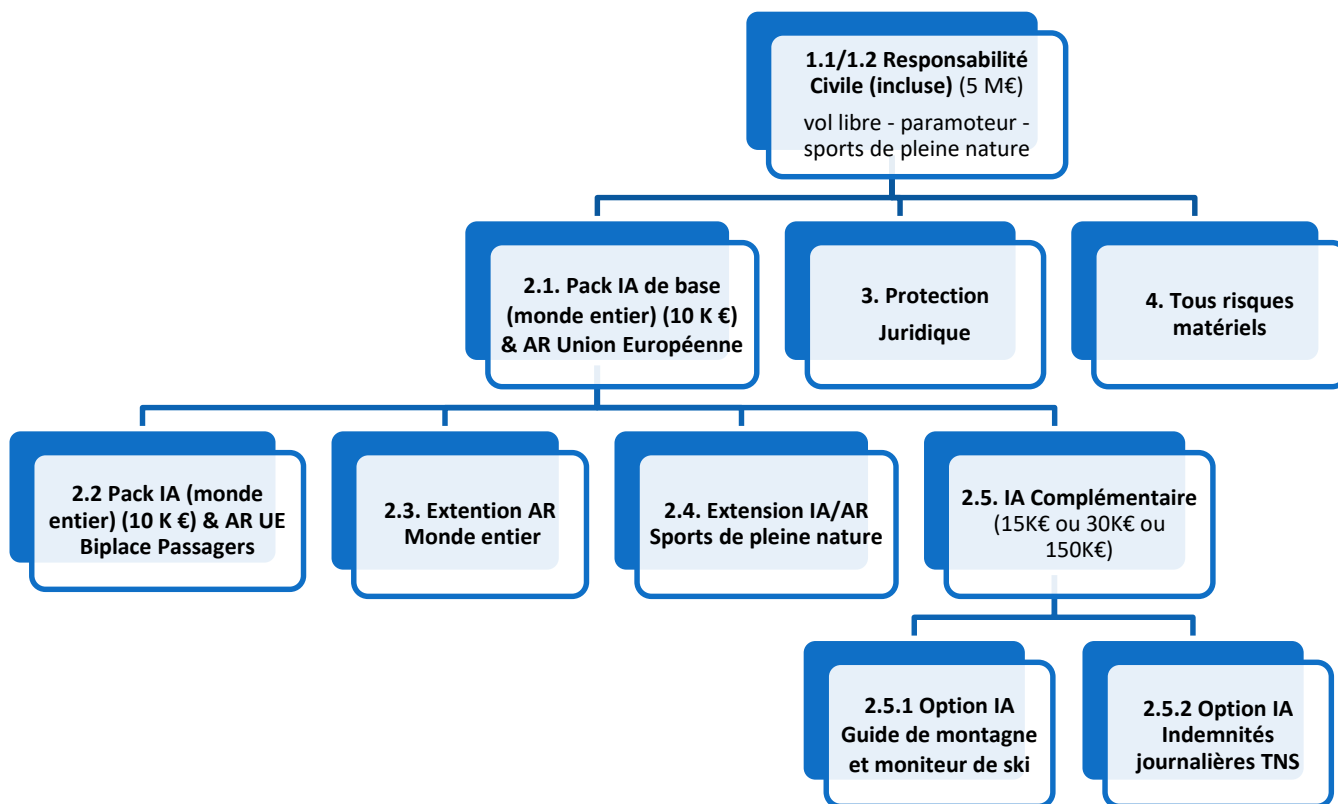 1.1/1.2 Responsabilité
Civile (incluse) (5 M€)
vol libre - paramoteur -
sports de pleine nature
2.1. Pack IA de base
(monde entier) (10 K €)
& AR Union Européenne
3. Protection
Juridique
4. Tous risques
matériels
2.2 Pack IA (monde
entier) (10 K €) & AR UE
Biplace Passagers
2.3. Extention AR
Monde entier
2.4. Extension IA/AR
Sports de pleine nature
2.5. IA Complémentaire
(15K€ ou 30K€ ou
150K€)
2.5.1 Option IA
Guide de montagne
et moniteur de ski
2.5.2 Option IA
Indemnités
journalières TNS